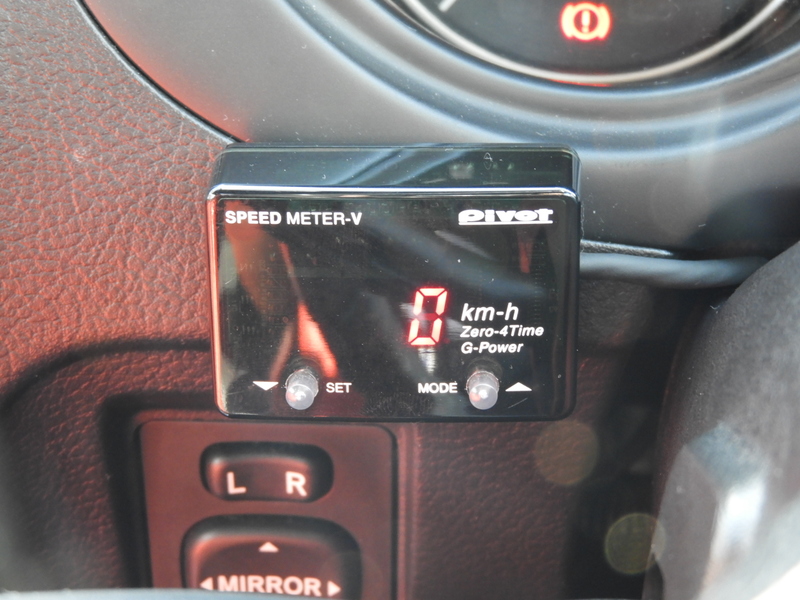 SPEED METER-V
Pivot
0 km-h
Zero-4Time
G-Power
SET
MODE
L R
MIRROR